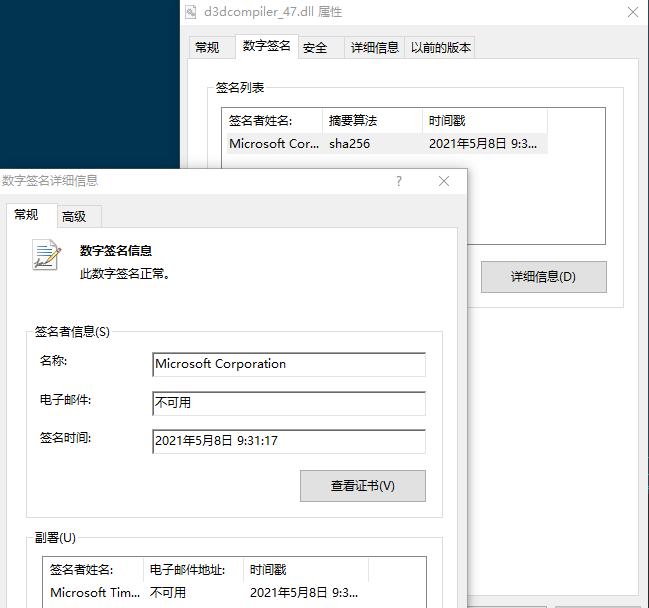 d3dcompiler_47.dll 属性
常规 数字签名 安全 详细信息 以前的版本
签名列表
签名者姓名: 摘要算法 时间戳
Microsoft Cor... sha256 2021年5月8日 9:3...
详细信息(D)
数字签名详细信息 ?
常规 高级
数字签名信息
此数字签名正常。
签名者信息(S)
名称: Microsoft Corporation
电子邮件: 不可用
签名时间: 2021年5月8日 9:31:17
查看证书(V)
副署(U)
签名者姓名: 电子邮件地址: 时间戳
Microsoft Tim... 不可用 2021年5月8日 9:3...